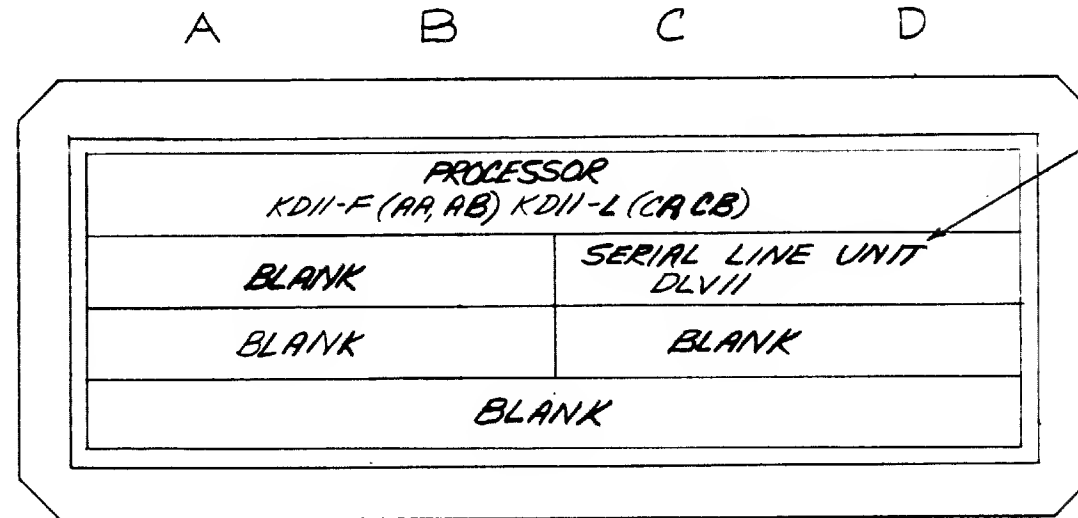 A B C D
PROCESSOR
KD11-F (AA, AB) KD11-L (CA CB)
BLANK
SERIAL LINE UNIT
DLV11
BLANK
BLANK
BLANK